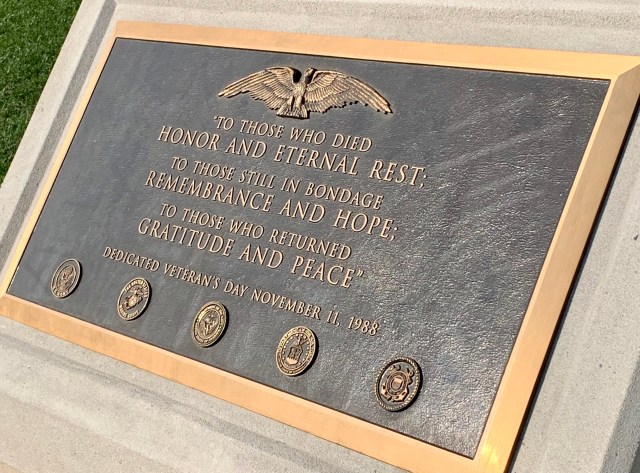 "TO THOSE WHO DIED
HONOR AND ETERNAL REST;
TO THOSE STILL IN BONDAGE
REMEMBRANCE AND HOPE;
TO THOSE WHO RETURNED
GRATITUDE AND PEACE"
DEDICATED VETERAN'S DAY NOVEMBER 11, 1988